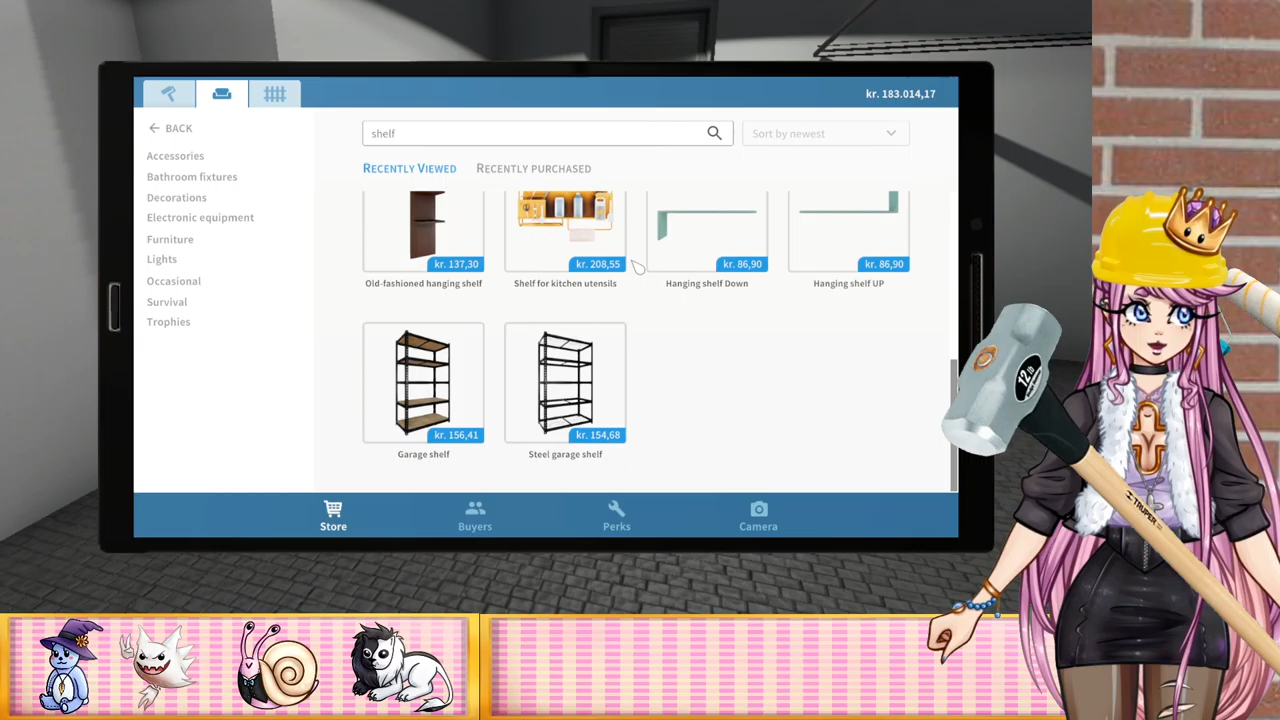 kr. 183.014,17
BACK
shelf
Sort by newest
RECENTLY VIEWED
RECENTLY PURCHASED
Accessories
Bathroom fixtures
Decorations
Electronic equipment
Furniture
Lights
Occasional
Survival
Trophies
kr. 137,30
kr. 208,55
kr. 86,90
kr. 86,90
Old-fashioned hanging shelf
Shelf for kitchen utensils
Hanging shelf Down
Hanging shelf UP
kr. 156,41
kr. 154,68
Garage shelf
Steel garage shelf
Store
Buyers
Perks
Camera
12 lb
TRUPER